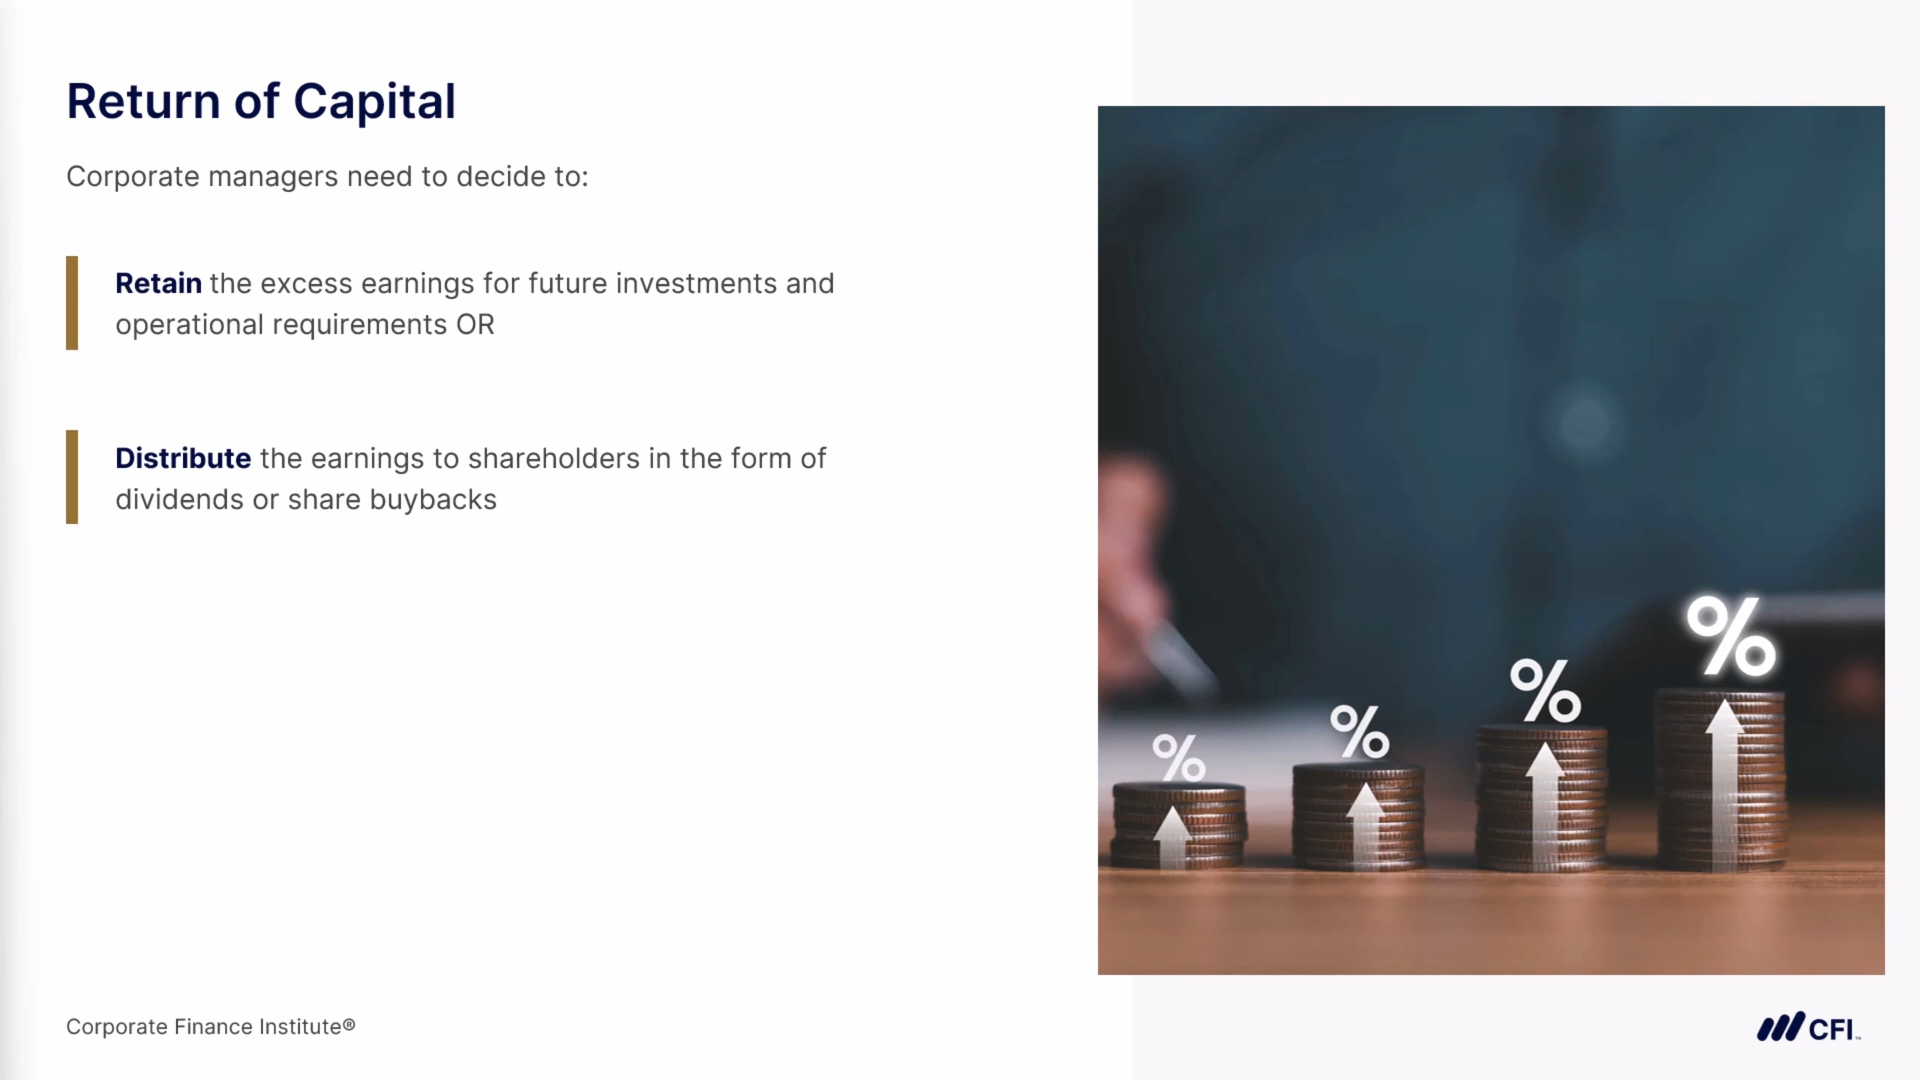 Return of Capital
Corporate managers need to decide to:
Retain the excess earnings for future investments and
operational requirements OR
Distribute the earnings to shareholders in the form of
dividends or share buybacks
%
%
%
%
Corporate Finance Institute®
CFI™